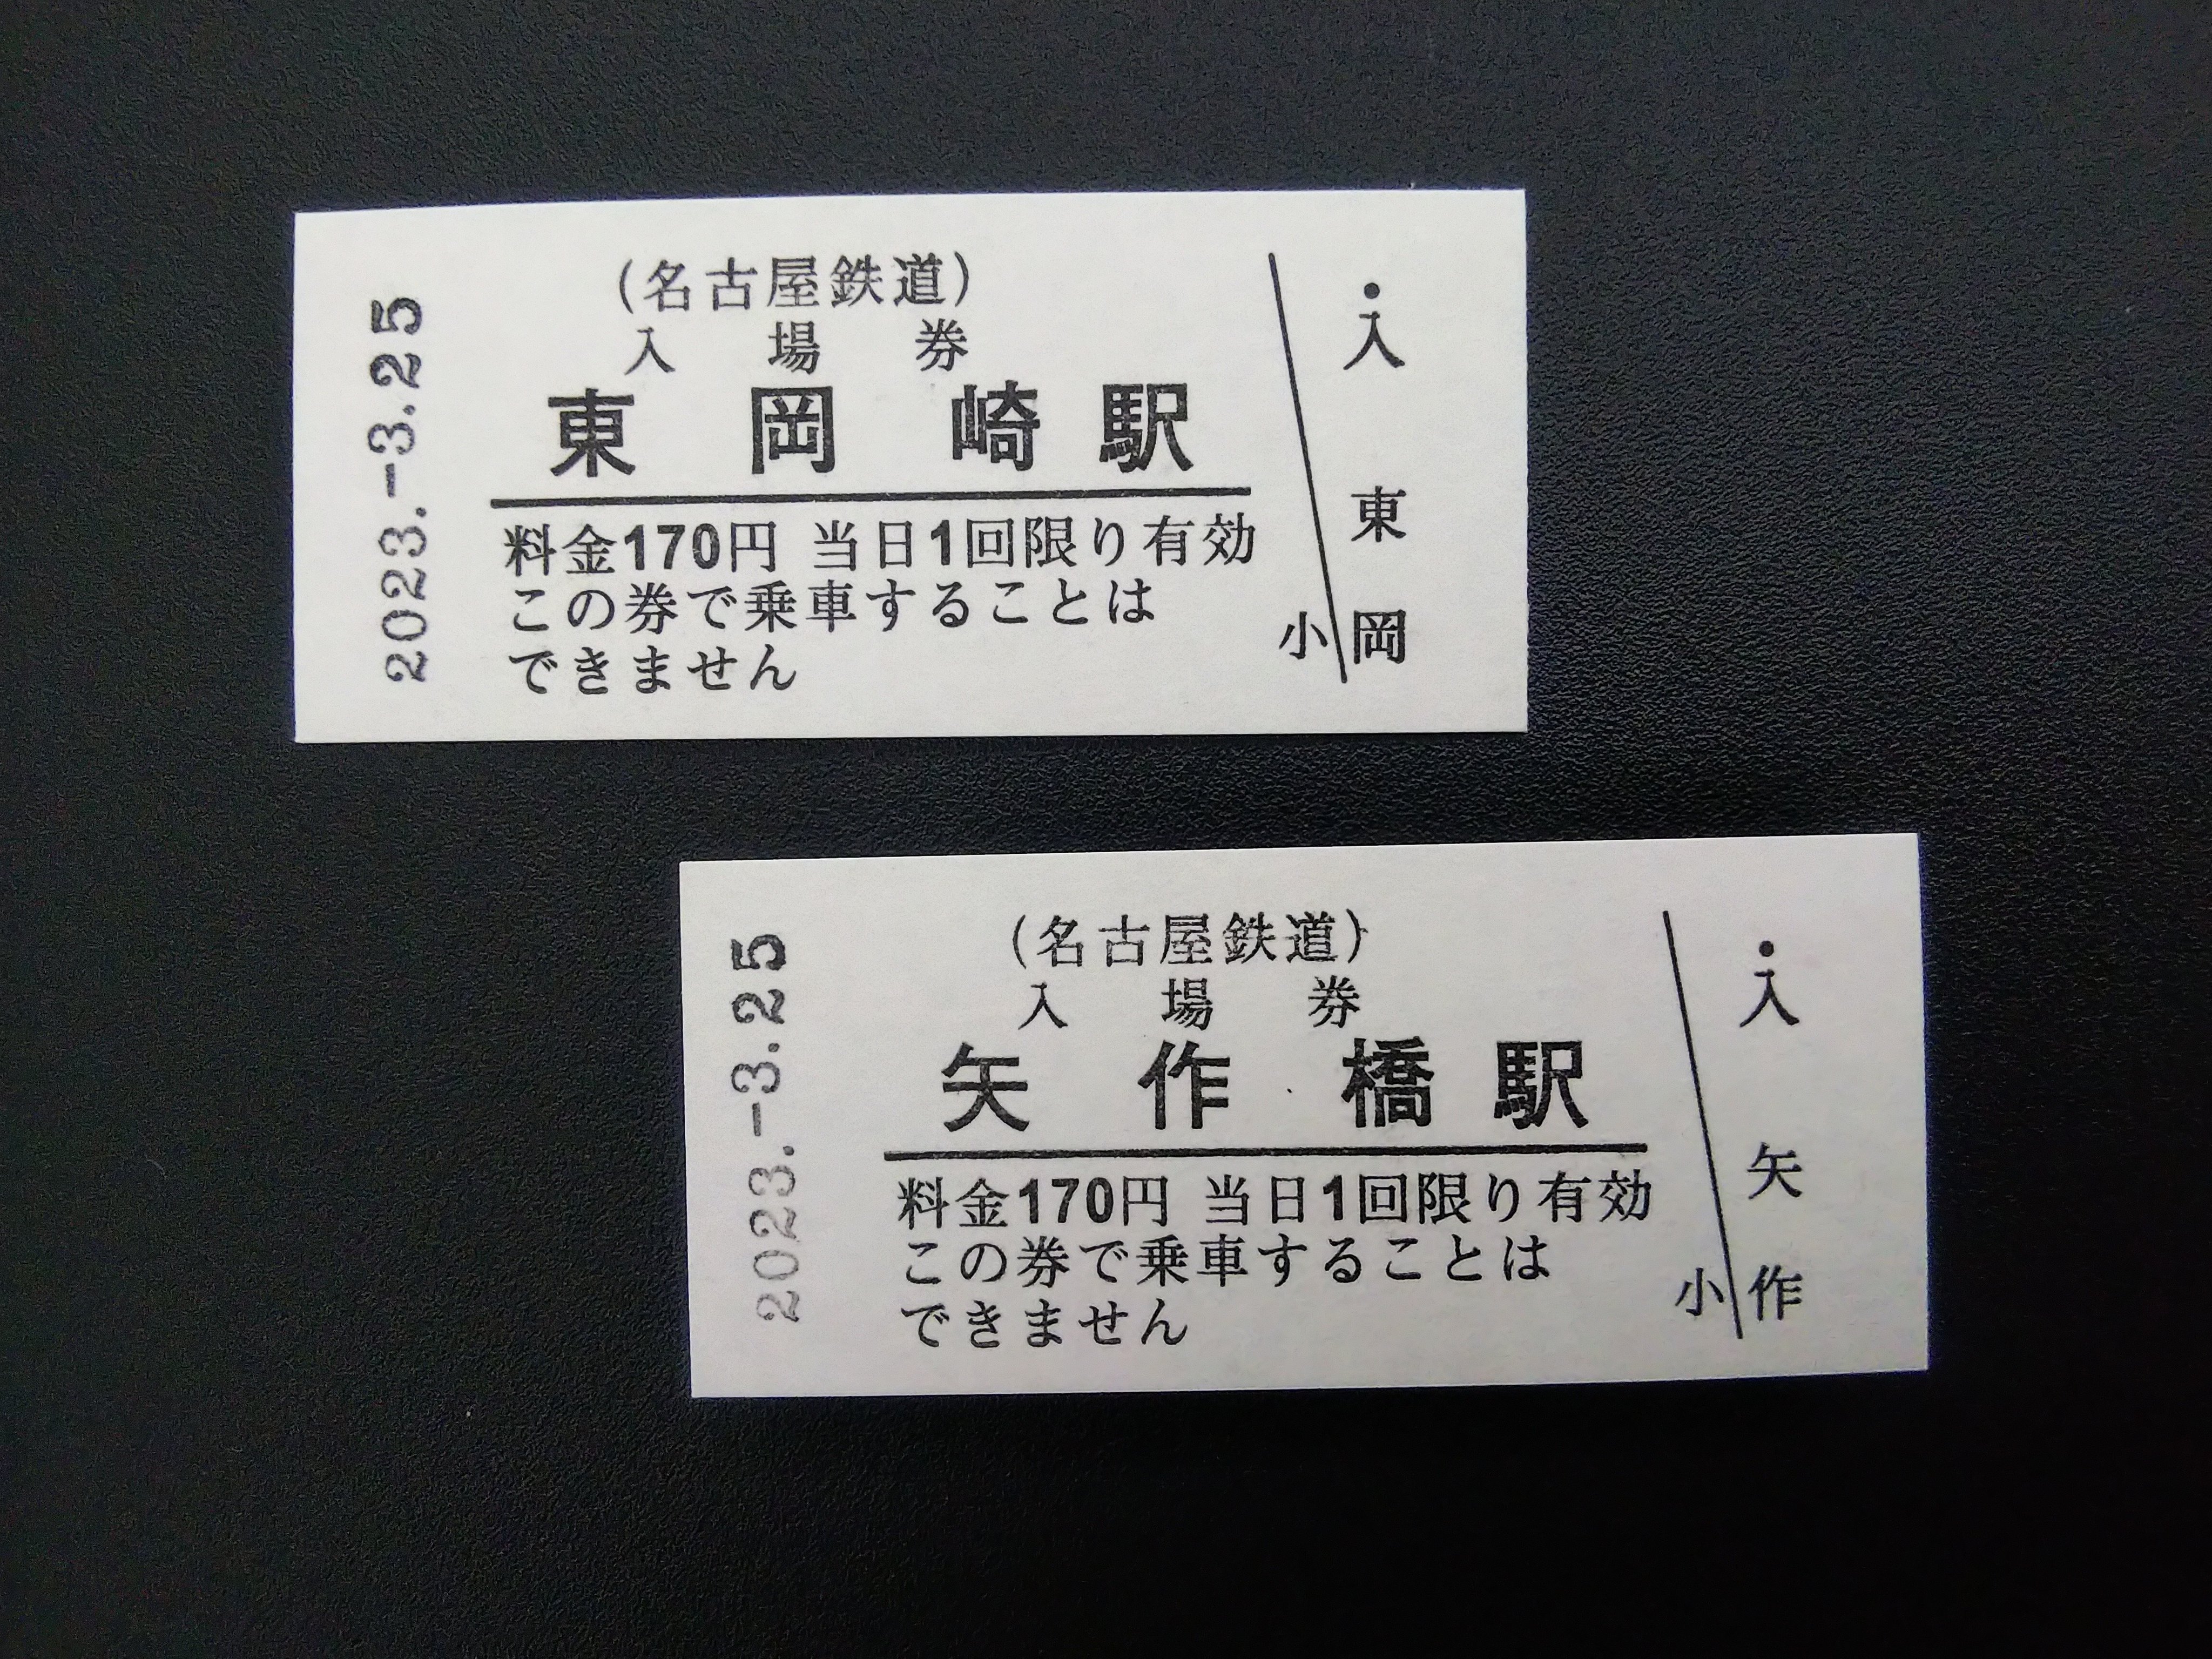 2023.-3.25
（名古屋鉄道）
入場券
東岡崎駅
料金170円 当日1回限り有効
この券で乗車することは
できません
小
・入
東岡
2023.-3.25
（名古屋鉄道）
入場券
矢作橋駅
料金170円 当日1回限り有効
この券で乗車することは
できません
小
・入
矢作